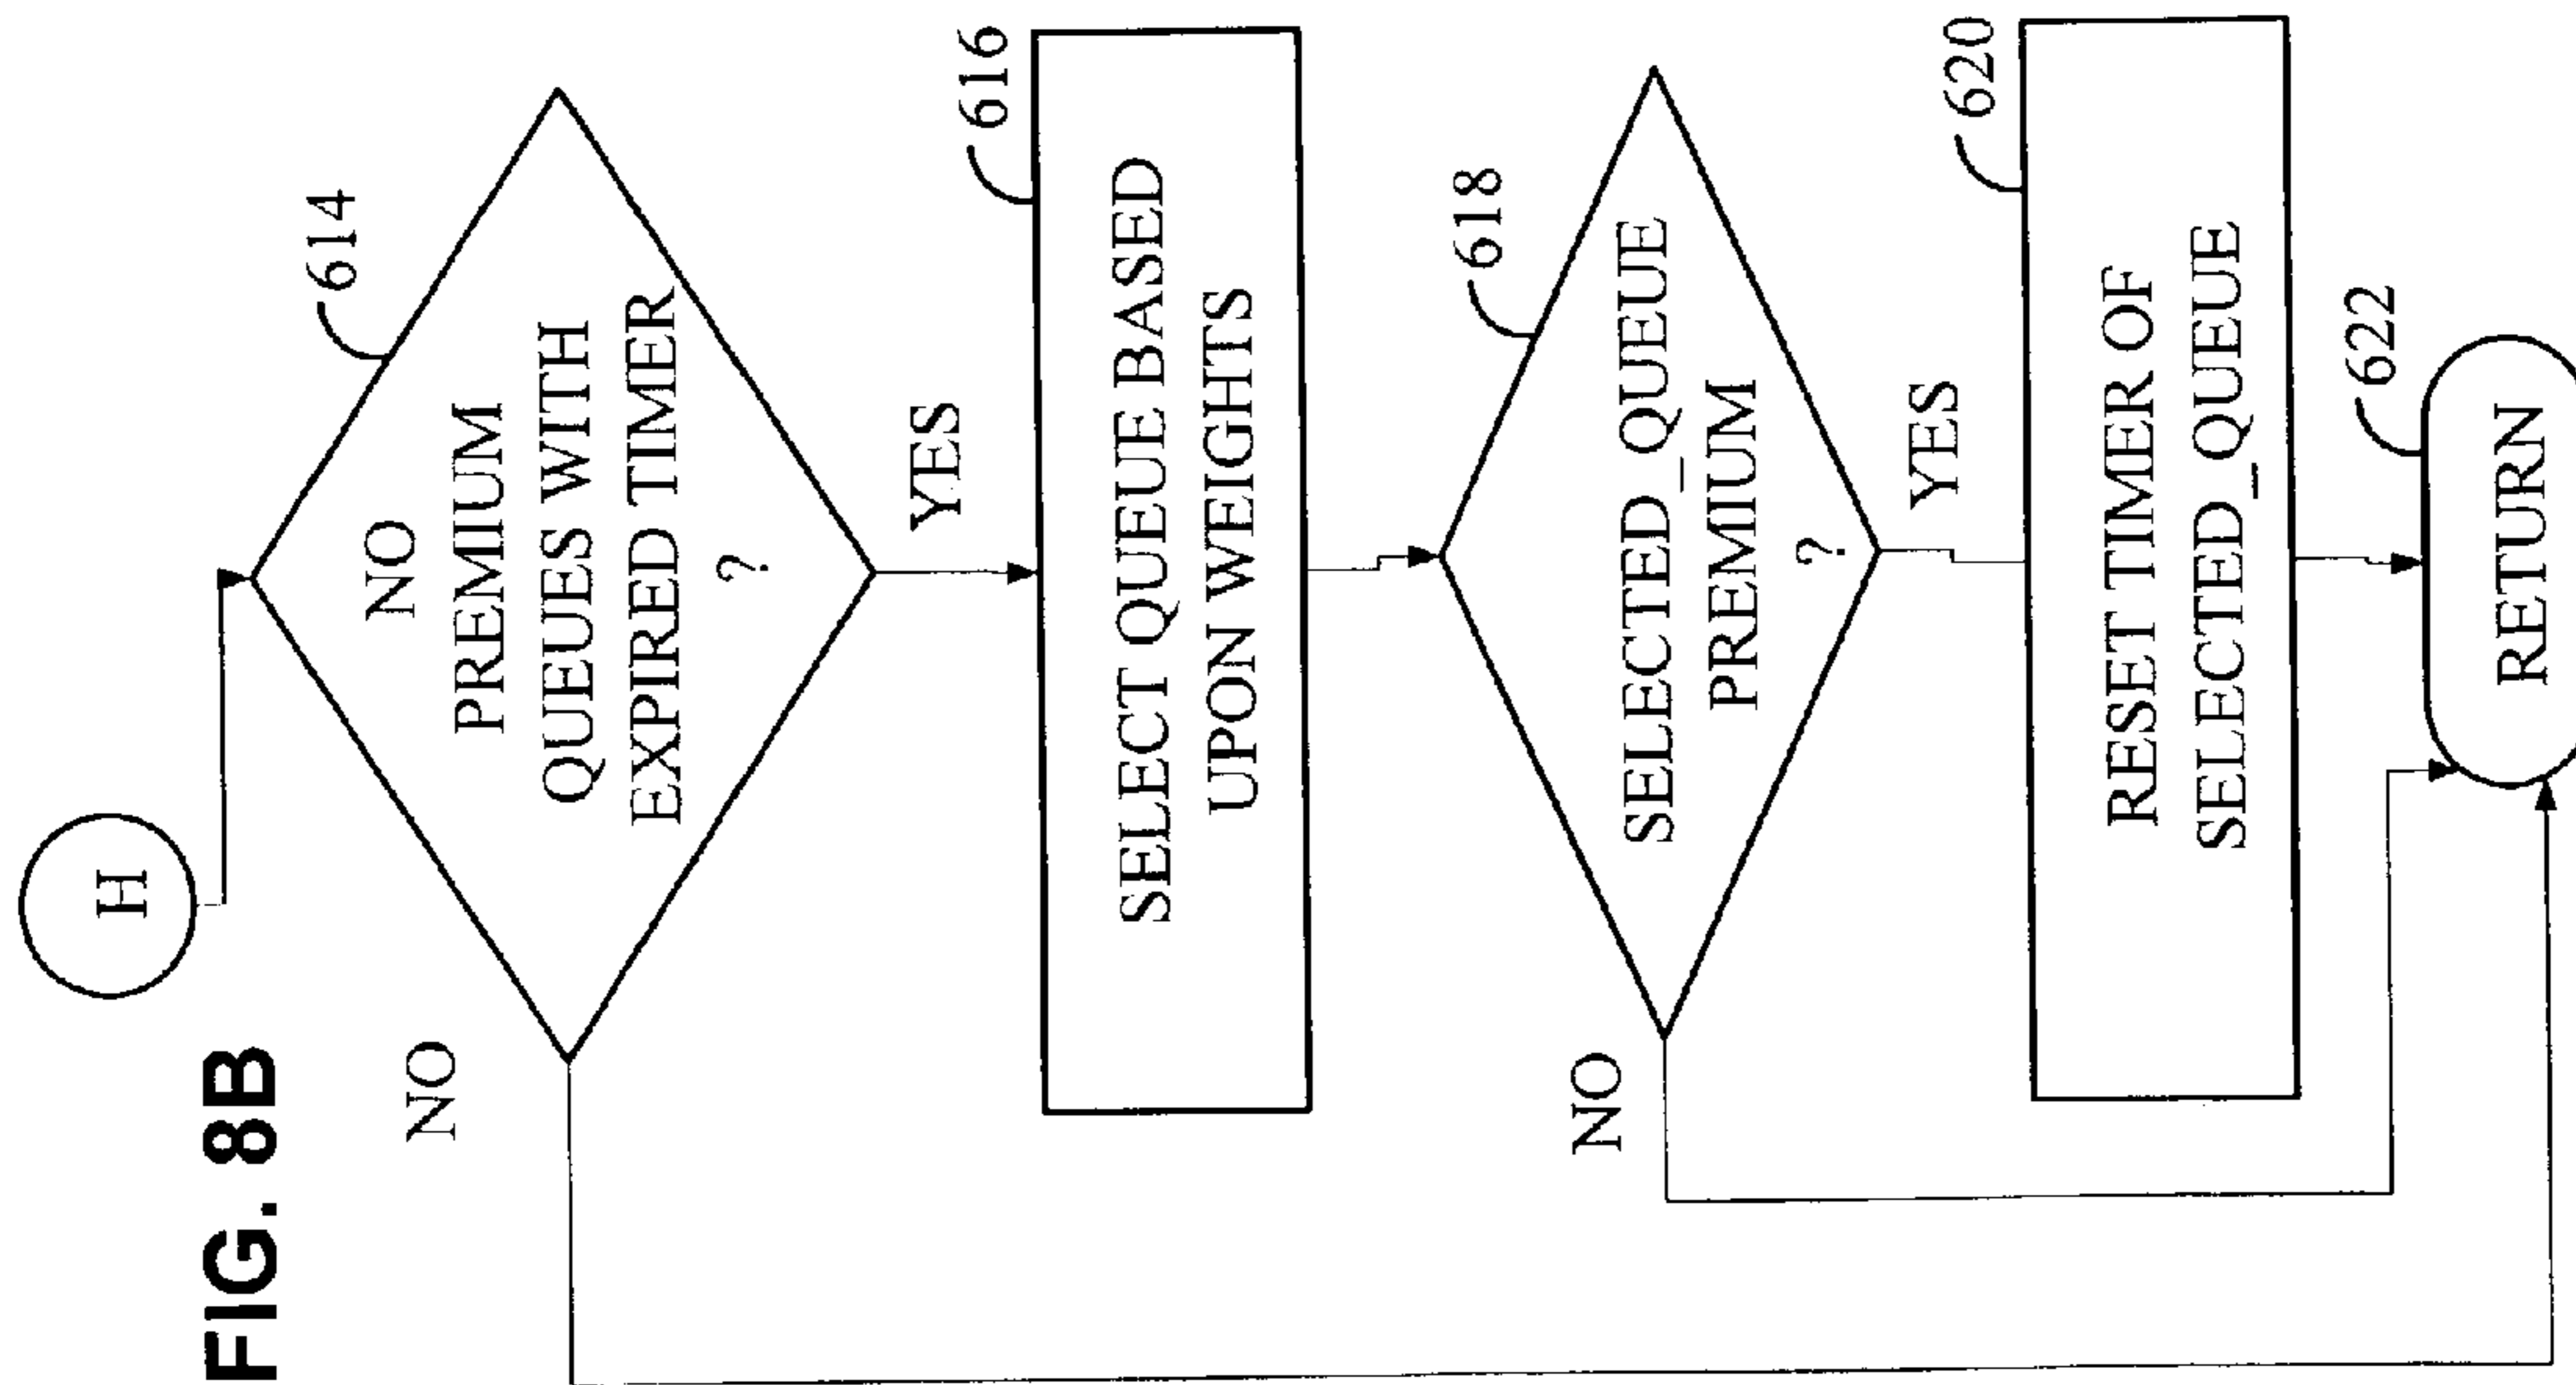 FIG. 8B
H
614
NO
PREMIUM
QUEUES WITH
EXPIRED TIMER
?
NO
YES
616
SELECT QUEUE BASED
UPON WEIGHTS
618
SELECTED_QUEUE
PREMIUM
?
NO
YES
620
RESET TIMER OF
SELECTED_QUEUE
622
RETURN